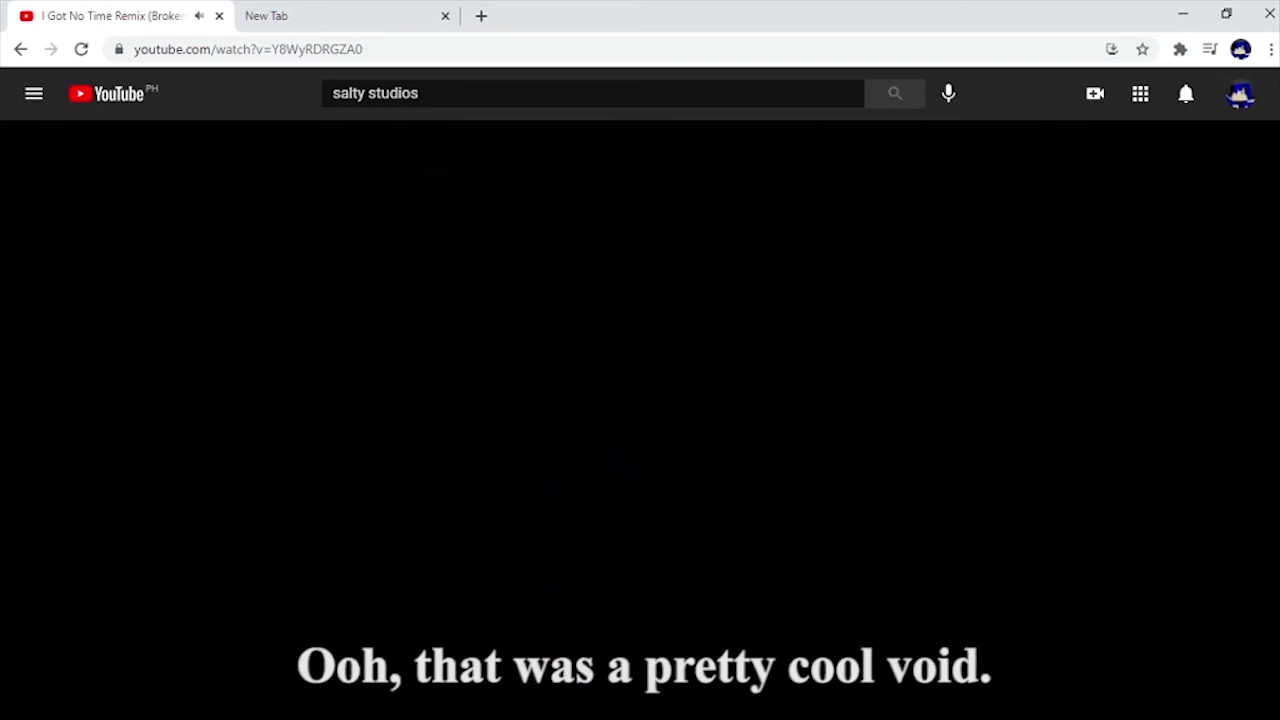 I Got No Time Remix (Broken
New Tab
youtube.com/watch?v=Y8WyRDRGZA0
YouTube PH
salty studios
Ooh, that was a pretty cool void.